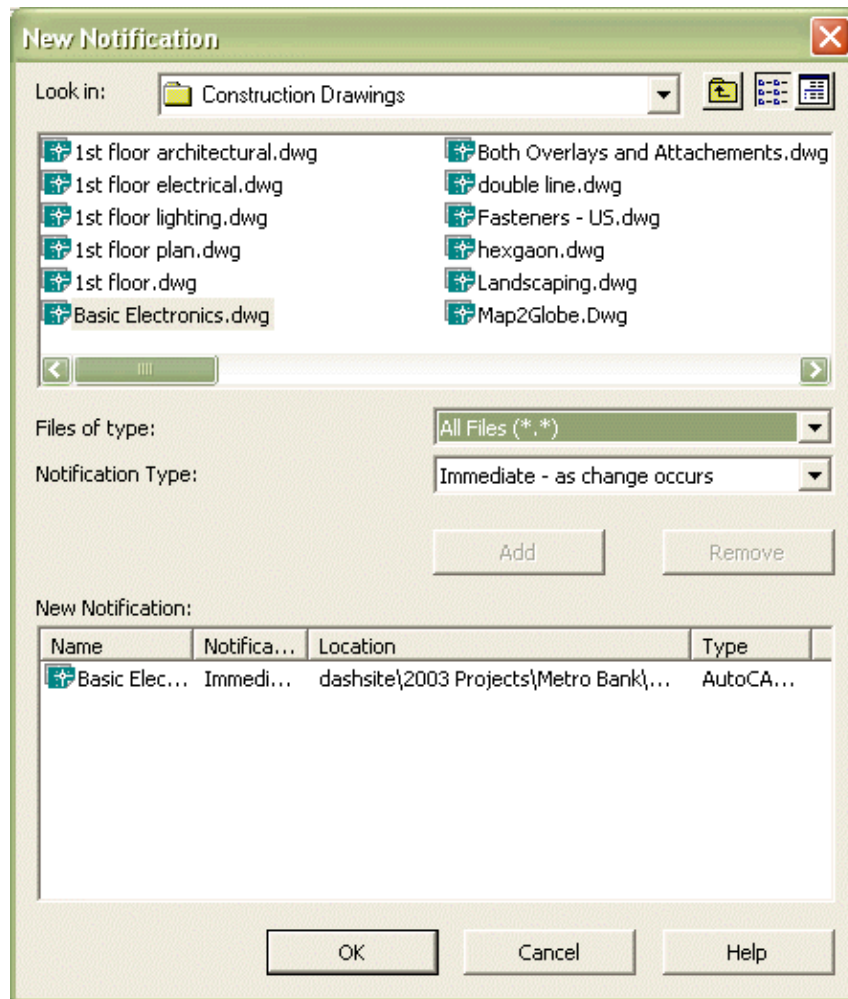 New Notification
Look in: Construction Drawings
1st floor architectural.dwg
1st floor electrical.dwg
1st floor lighting.dwg
1st floor plan.dwg
1st floor.dwg
Basic Electronics.dwg
Both Overlays and Attachements.dwg
double line.dwg
Fasteners - US.dwg
hexgaon.dwg
Landscaping.dwg
Map2Globe.Dwg
Files of type: All Files (*.*)
Notification Type: Immediate - as change occurs
Add Remove
New Notification:
Name Notifica... Location Type
Basic Elec... Immedi... dashsite\2003 Projects\Metro Bank\... AutoCA...
OK Cancel Help